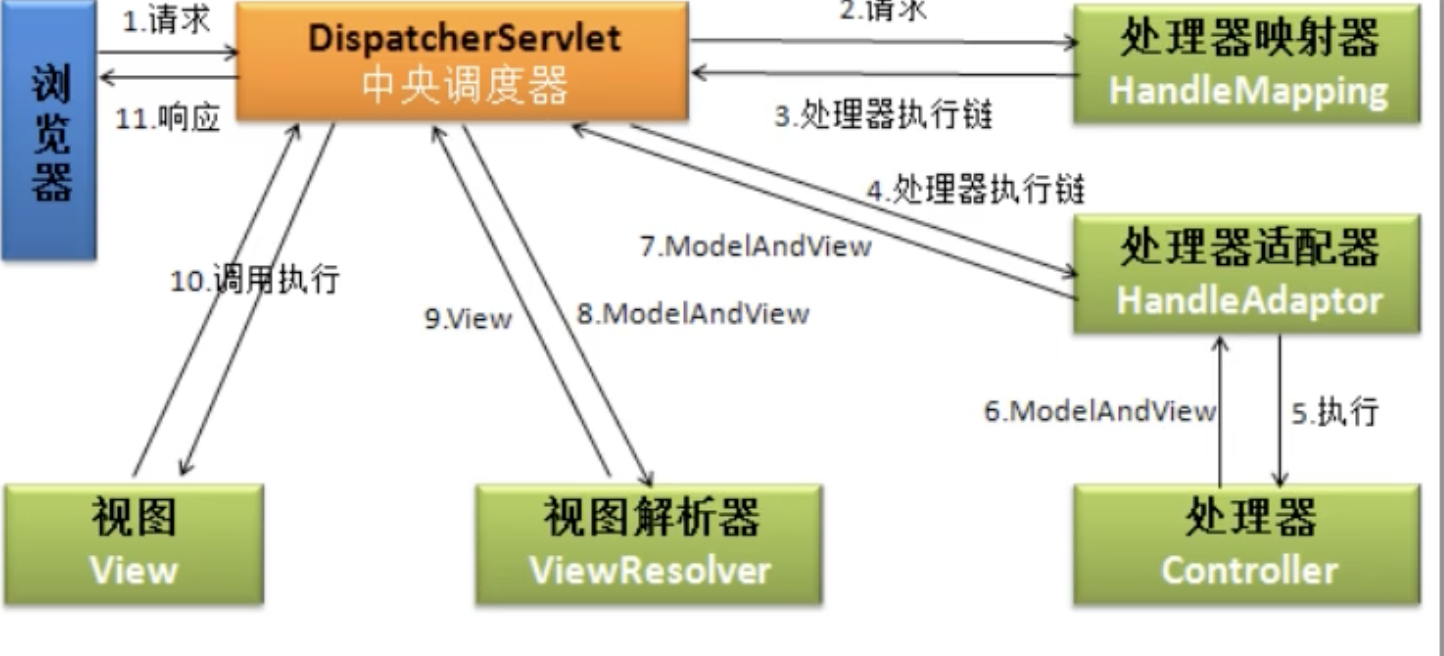 1.请求
DispatcherServlet
中央调度器
2.请求
处理器映射器
HandleMapping
浏览器
11.响应
3.处理器执行链
4.处理器执行链
7.ModelAndView
处理器适配器
HandleAdaptor
10.调用执行
9.View
8.ModelAndView
6.ModelAndView
5.执行
视图
View
视图解析器
ViewResolver
处理器
Controller